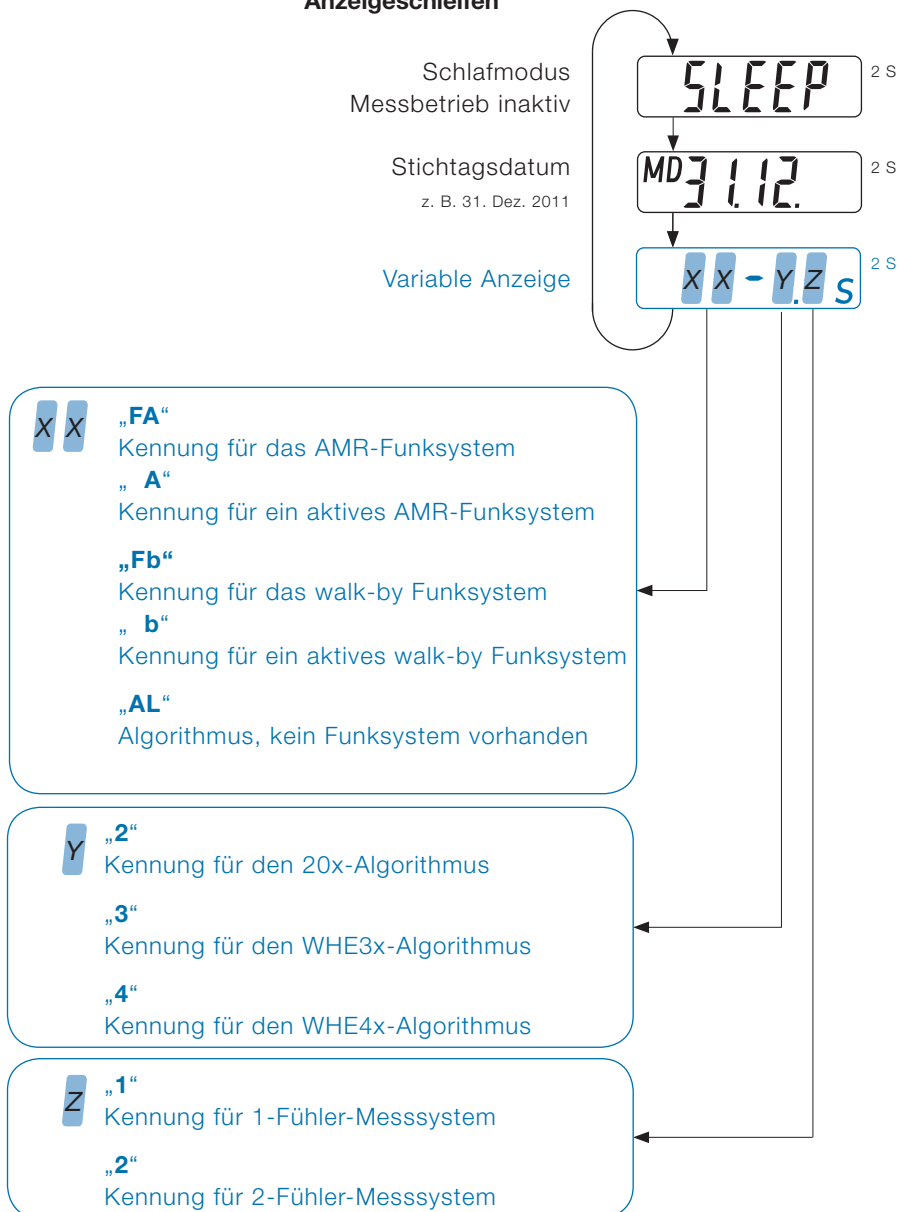 Anzeigeschleifen
Schlafmodus
Messbetrieb inaktiv
SLEEP
2 S
Stichtagsdatum
z. B. 31. Dez. 2011
MD 31.12.
2 S
Variable Anzeige
X X - Y.Z S
2 S
X X
„FA“
Kennung für das AMR-Funksystem
„ A“
Kennung für ein aktives AMR-Funksystem
„Fb“
Kennung für das walk-by Funksystem
„ b“
Kennung für ein aktives walk-by Funksystem
„AL“
Algorithmus, kein Funksystem vorhanden
Y
„2“
Kennung für den 20x-Algorithmus
„3“
Kennung für den WHE3x-Algorithmus
„4“
Kennung für den WHE4x-Algorithmus
Z
„1“
Kennung für 1-Fühler-Messsystem
„2“
Kennung für 2-Fühler-Messsystem